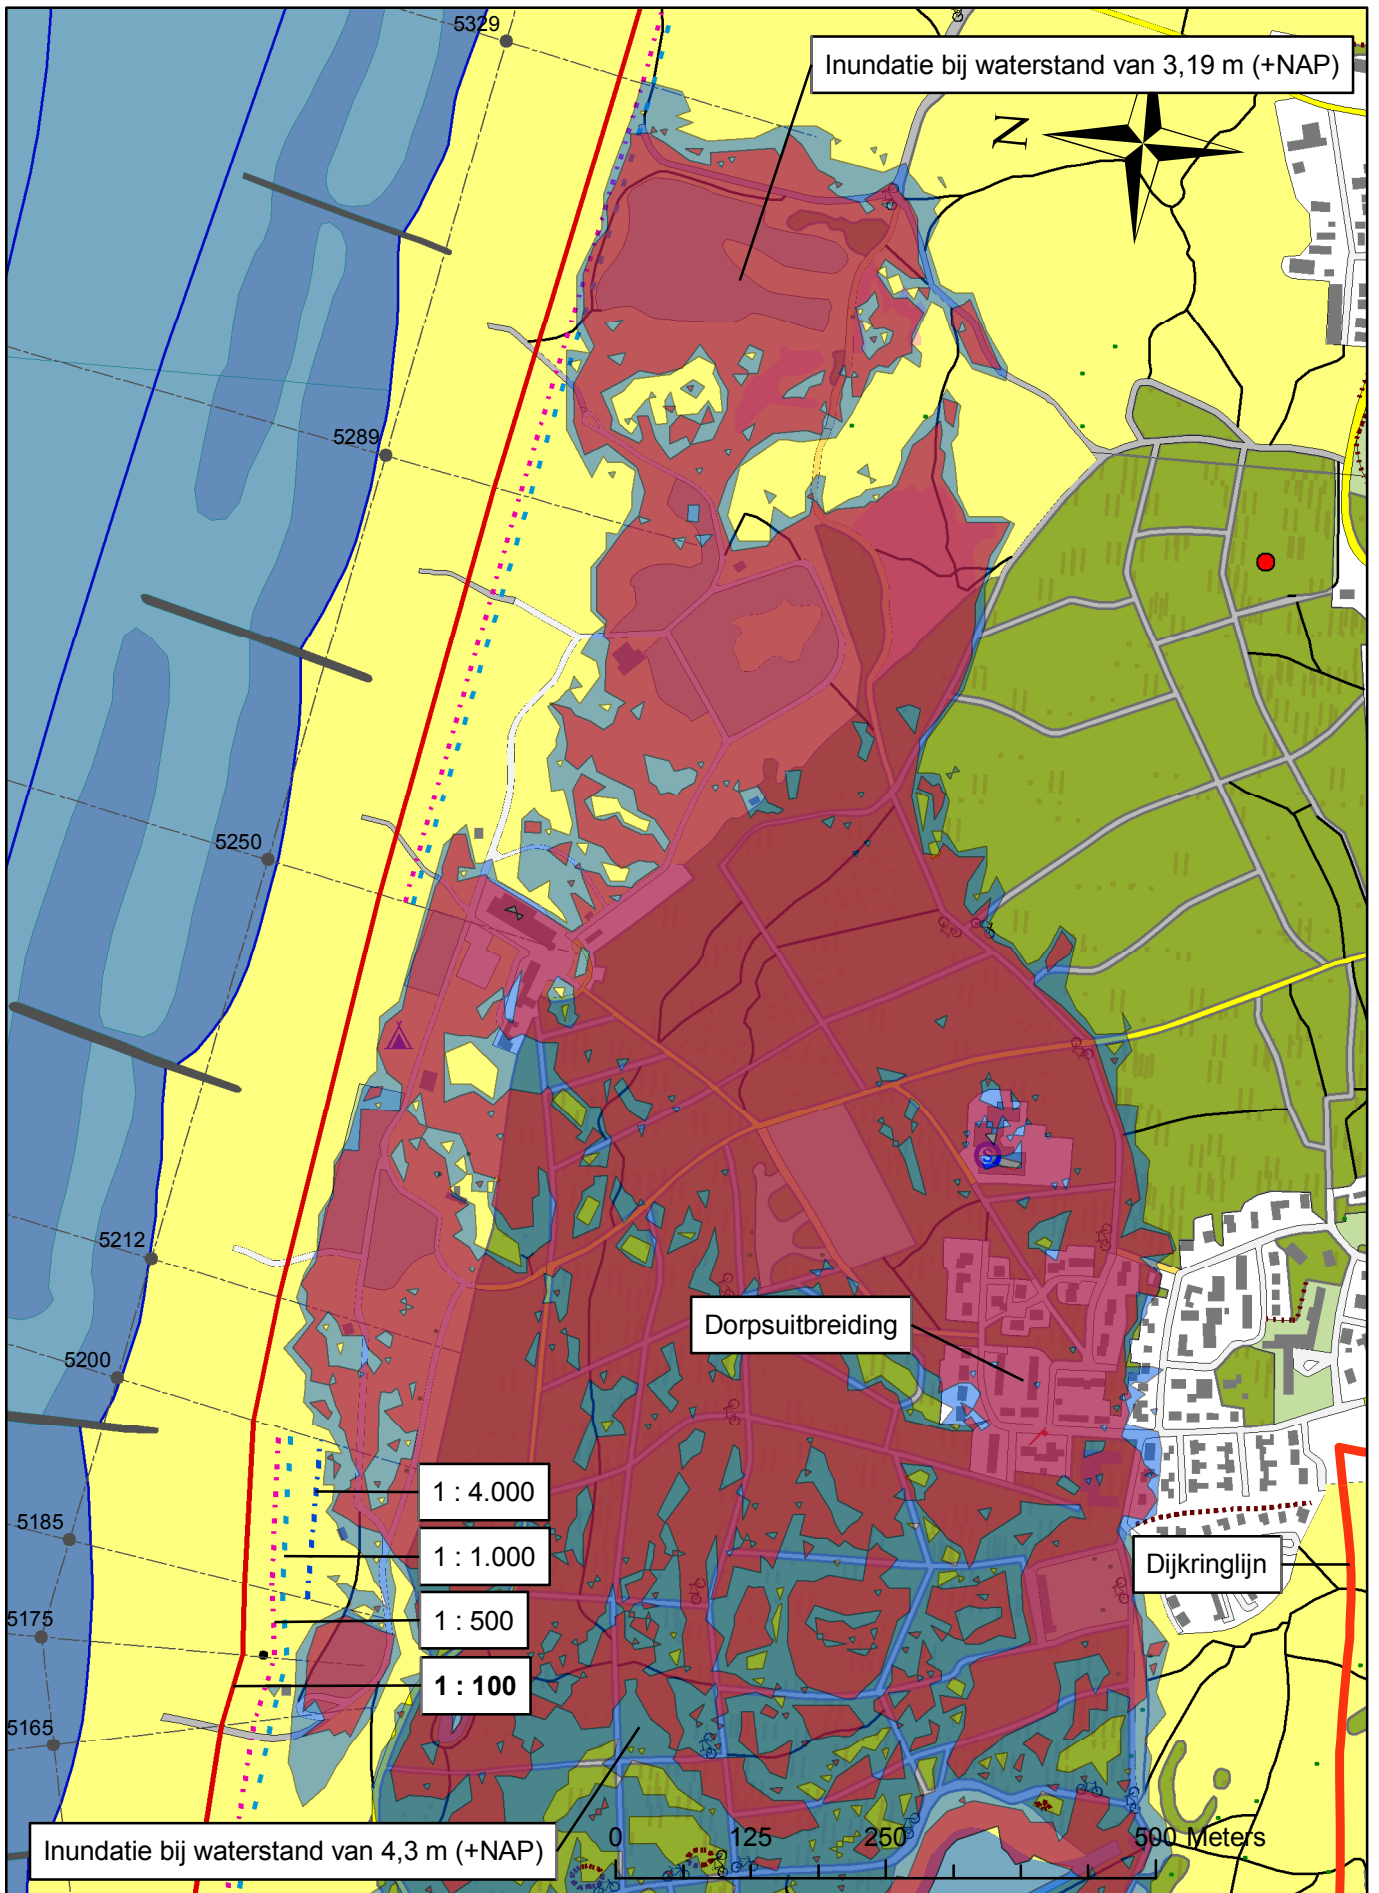 5329
Inundatie bij waterstand van 3,19 m (+NAP)
N
5289
5250
5212
Dorpsuitbreiding
5200
1 : 4.000
5185
1 : 1.000
Dijkringlijn
5175
1 : 500
1 : 100
5165
Inundatie bij waterstand van 4,3 m (+NAP)
0 125 250 500 Meters